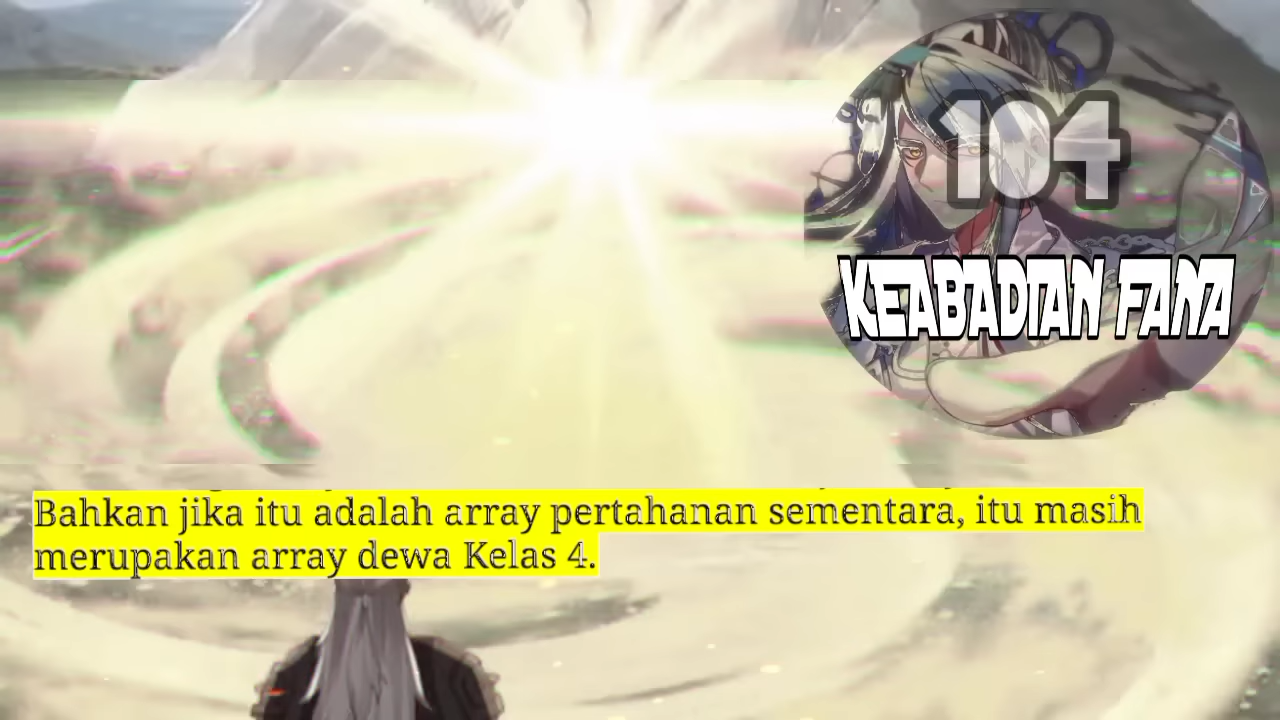 104
KEABADIAN FANA
Bahkan jika itu adalah array pertahanan sementara, itu masih
merupakan array dewa Kelas 4.